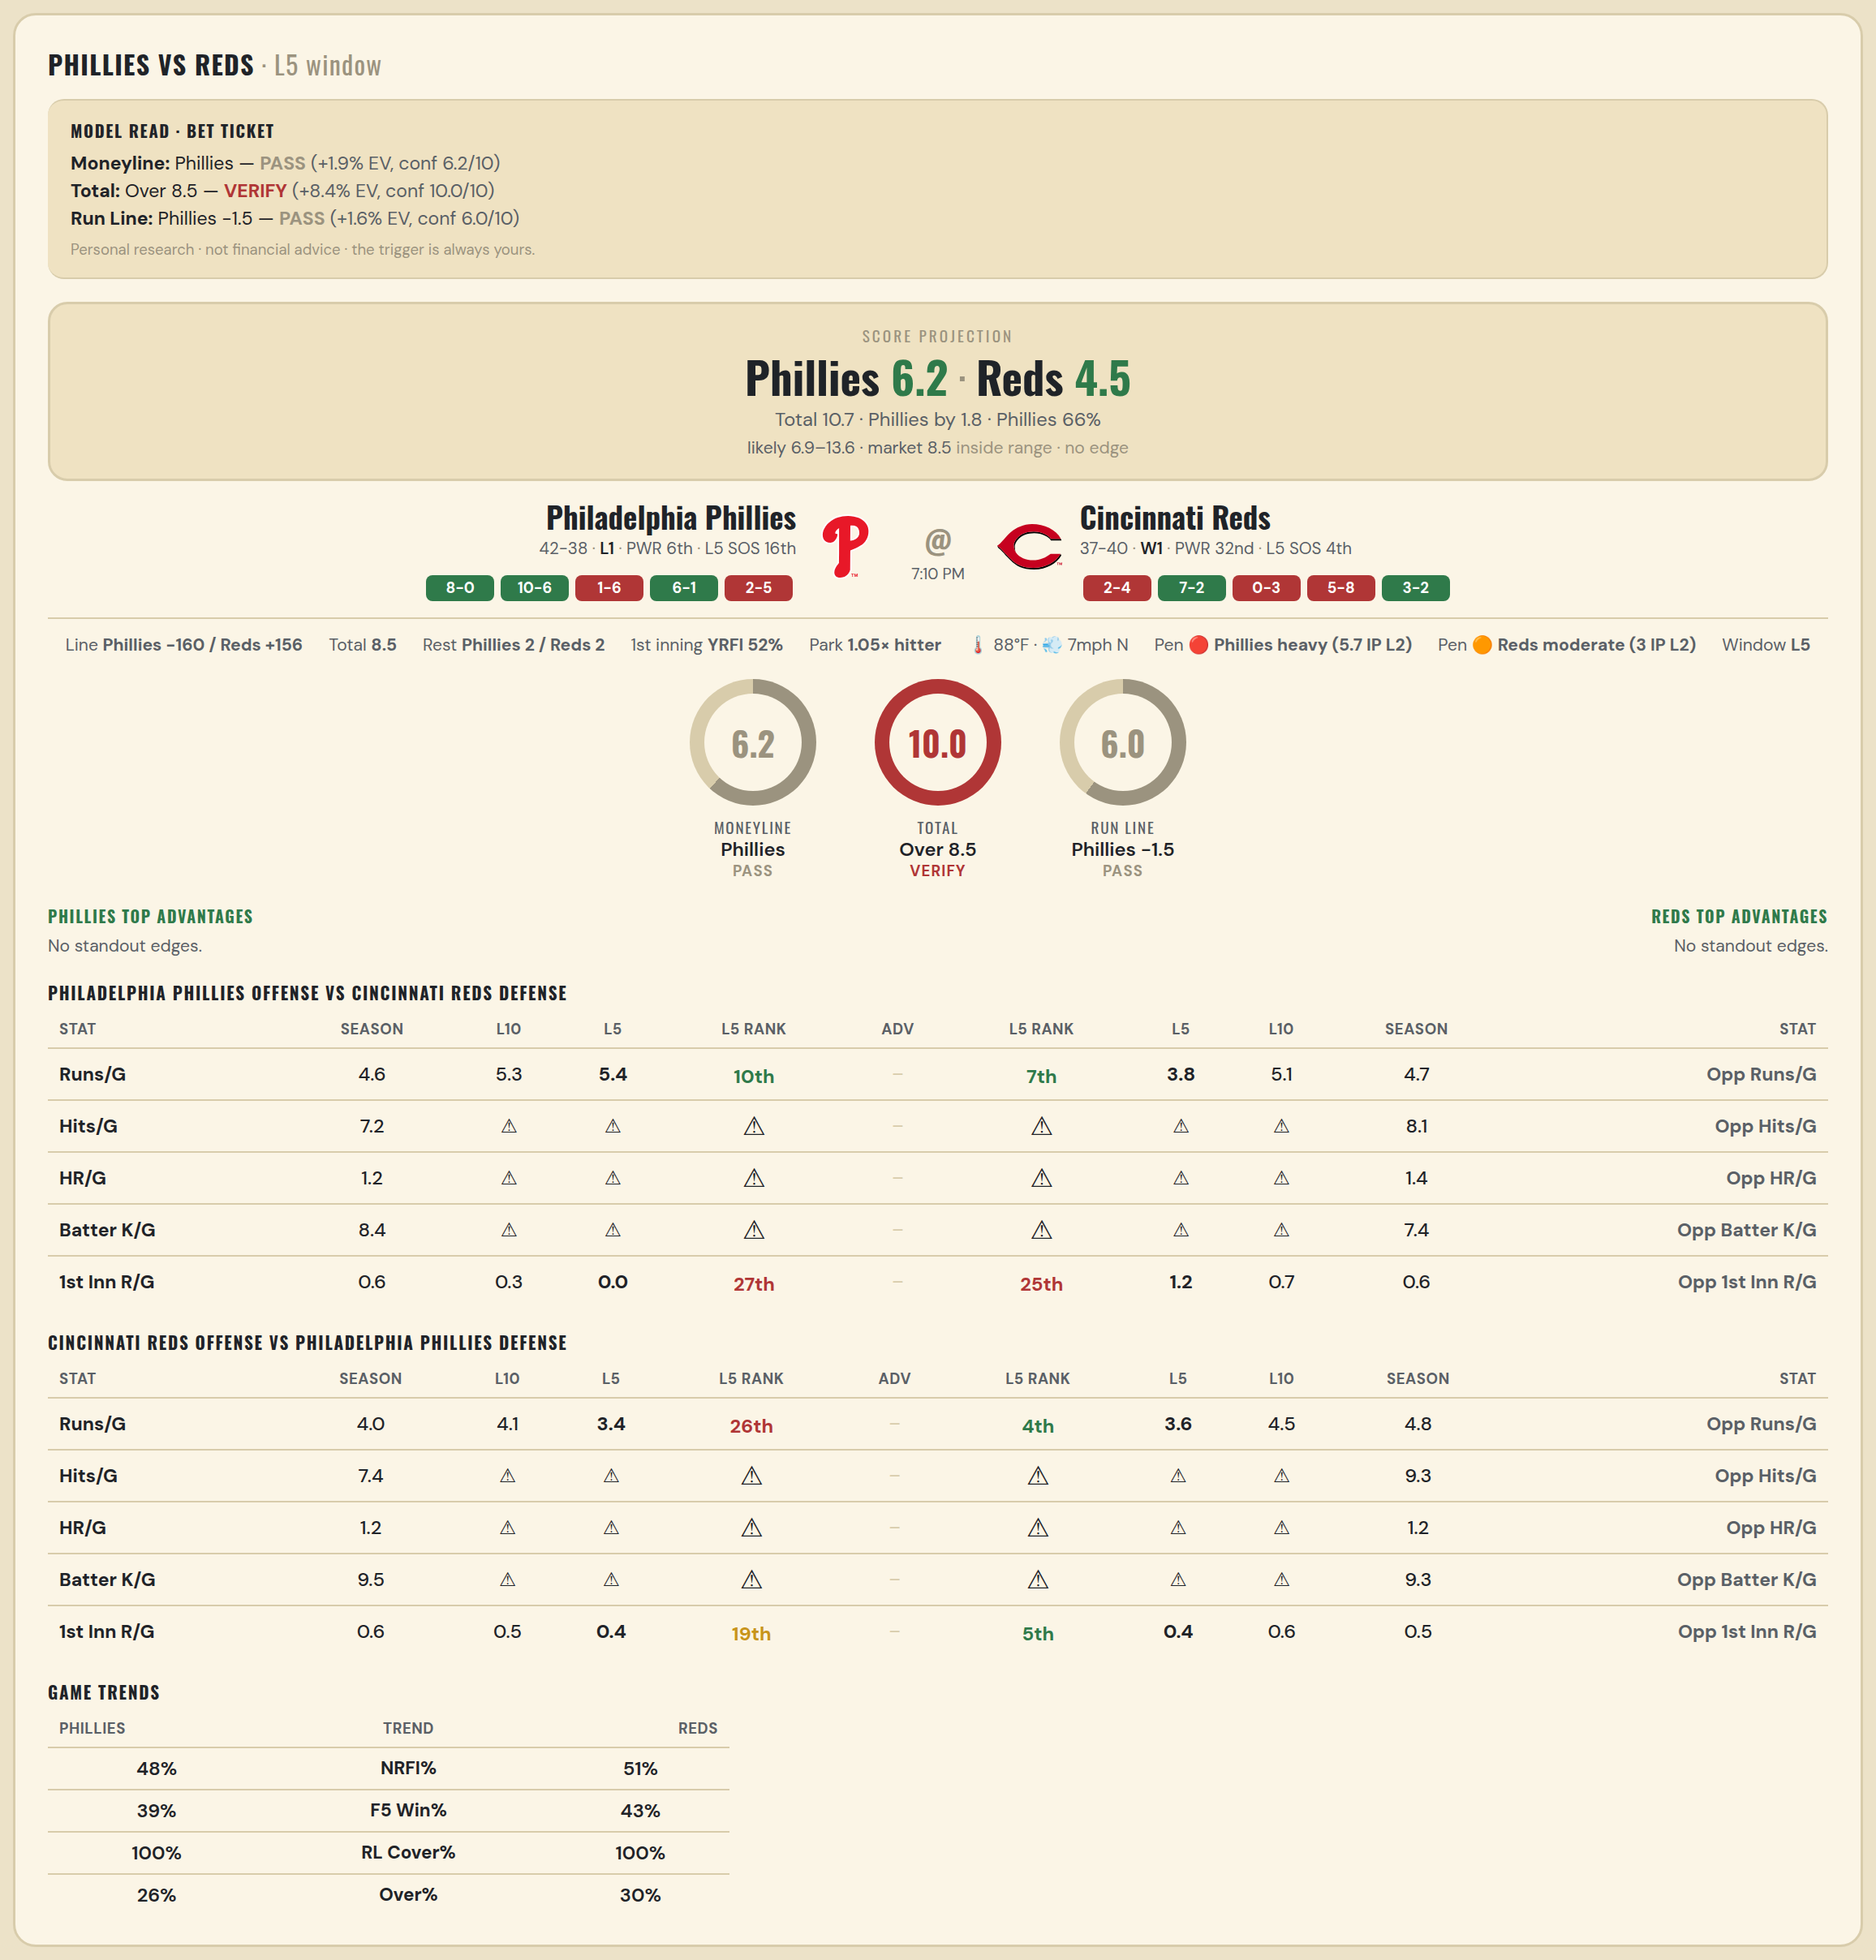 PHILLIES VS REDS · L5 window
MODEL READ · BET TICKET
Moneyline: Phillies — PASS (+1.9% EV, conf 6.2/10)
Total: Over 8.5 — VERIFY (+8.4% EV, conf 10.0/10)
Run Line: Phillies -1.5 — PASS (+1.6% EV, conf 6.0/10)
Personal research · not financial advice · the trigger is always yours.
SCORE PROJECTION
Phillies 6.2 · Reds 4.5
Total 10.7 · Phillies by 1.8 · Phillies 66%
likely 6.9–13.6 · market 8.5 inside range · no edge
Philadelphia Phillies
42-38 · L1 · PWR 6th · L5 SOS 16th
8-0 10-6 1-6 6-1 2-5
@
7:10 PM
Cincinnati Reds
37-40 · W1 · PWR 32nd · L5 SOS 4th
2-4 7-2 0-3 5-8 3-2
Line Phillies -160 / Reds +156 Total 8.5 Rest Phillies 2 / Reds 2 1st inning YRFI 52% Park 1.05× hitter 🌡️ 88°F · 💨 7mph N Pen 🔴 Phillies heavy (5.7 IP L2) Pen 🟠 Reds moderate (3 IP L2) Window L5
6.2 10.0 6.0
MONEYLINE TOTAL RUN LINE
Phillies Over 8.5 Phillies -1.5
PASS VERIFY PASS
PHILLIES TOP ADVANTAGES
No standout edges.
REDS TOP ADVANTAGES
No standout edges.
PHILADELPHIA PHILLIES OFFENSE VS CINCINNATI REDS DEFENSE
STAT SEASON L10 L5 L5 RANK ADV L5 RANK L5 L10 SEASON STAT
Runs/G 4.6 5.3 5.4 10th – 7th 3.8 5.1 4.7 Opp Runs/G
Hits/G 7.2 ⚠ ⚠ ⚠ – ⚠ ⚠ ⚠ 8.1 Opp Hits/G
HR/G 1.2 ⚠ ⚠ ⚠ – ⚠ ⚠ ⚠ 1.4 Opp HR/G
Batter K/G 8.4 ⚠ ⚠ ⚠ – ⚠ ⚠ ⚠ 7.4 Opp Batter K/G
1st Inn R/G 0.6 0.3 0.0 27th – 25th 1.2 0.7 0.6 Opp 1st Inn R/G
CINCINNATI REDS OFFENSE VS PHILADELPHIA PHILLIES DEFENSE
STAT SEASON L10 L5 L5 RANK ADV L5 RANK L5 L10 SEASON STAT
Runs/G 4.0 4.1 3.4 26th – 4th 3.6 4.5 4.8 Opp Runs/G
Hits/G 7.4 ⚠ ⚠ ⚠ – ⚠ ⚠ ⚠ 9.3 Opp Hits/G
HR/G 1.2 ⚠ ⚠ ⚠ – ⚠ ⚠ ⚠ 1.2 Opp HR/G
Batter K/G 9.5 ⚠ ⚠ ⚠ – ⚠ ⚠ ⚠ 9.3 Opp Batter K/G
1st Inn R/G 0.6 0.5 0.4 19th – 5th 0.4 0.6 0.5 Opp 1st Inn R/G
GAME TRENDS
PHILLIES TREND REDS
48% NRFI% 51%
39% F5 Win% 43%
100% RL Cover% 100%
26% Over% 30%